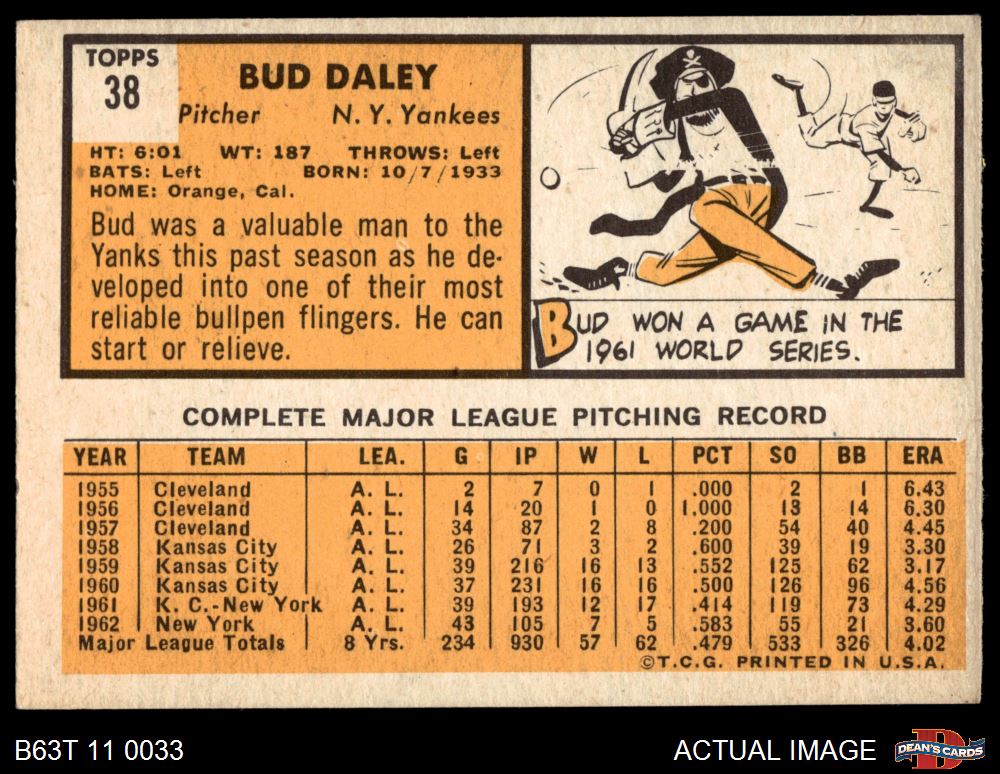 TOPPS
38
BUD DALEY
Pitcher N. Y. Yankees
HT: 6:01 WT: 187 THROWS: Left
BATS: Left BORN: 10/7/1933
HOME: Orange, Cal.
Bud was a valuable man to the
Yanks this past season as he de-
veloped into one of their most
reliable bullpen flingers. He can
start or relieve.
BUD WON A GAME IN THE
1961 WORLD SERIES.
COMPLETE MAJOR LEAGUE PITCHING RECORD
YEAR TEAM LEA. G IP W L PCT SO BB ERA
1955 Cleveland A. L. 2 7 0 1 .000 2 1 6.43
1956 Cleveland A. L. 14 20 1 0 1.000 13 14 6.30
1957 Cleveland A. L. 34 87 2 8 .200 54 40 4.45
1958 Kansas City A. L. 26 71 3 2 .600 39 19 3.30
1959 Kansas City A. L. 39 216 16 13 .552 125 62 3.17
1960 Kansas City A. L. 37 231 16 16 .500 126 96 4.56
1961 K. C.-New York A. L. 39 193 12 17 .414 119 73 4.29
1962 New York A. L. 43 105 7 5 .583 55 21 3.60
Major League Totals 8 Yrs. 234 930 57 62 .479 533 326 4.02
©T.C.G. PRINTED IN U.S.A.
B63T 11 0033 ACTUAL IMAGE DEAN'S CARDS